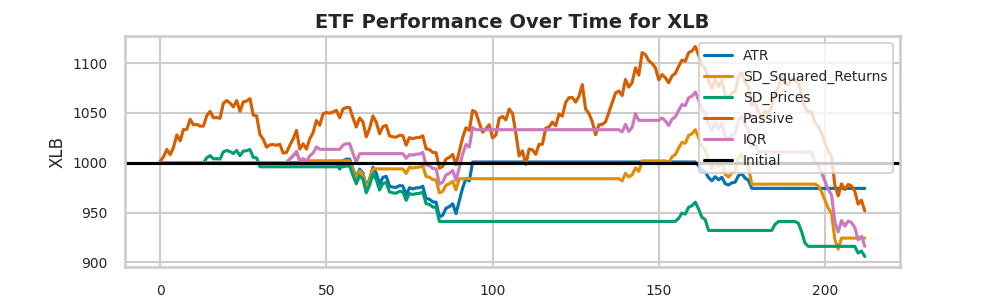 ETF Performance Over Time for XLB
XLB
1100
1050
1000
950
900
0
50
100
150
200
ATR
SD_Squared_Returns
SD_Prices
Passive
IQR
Initial